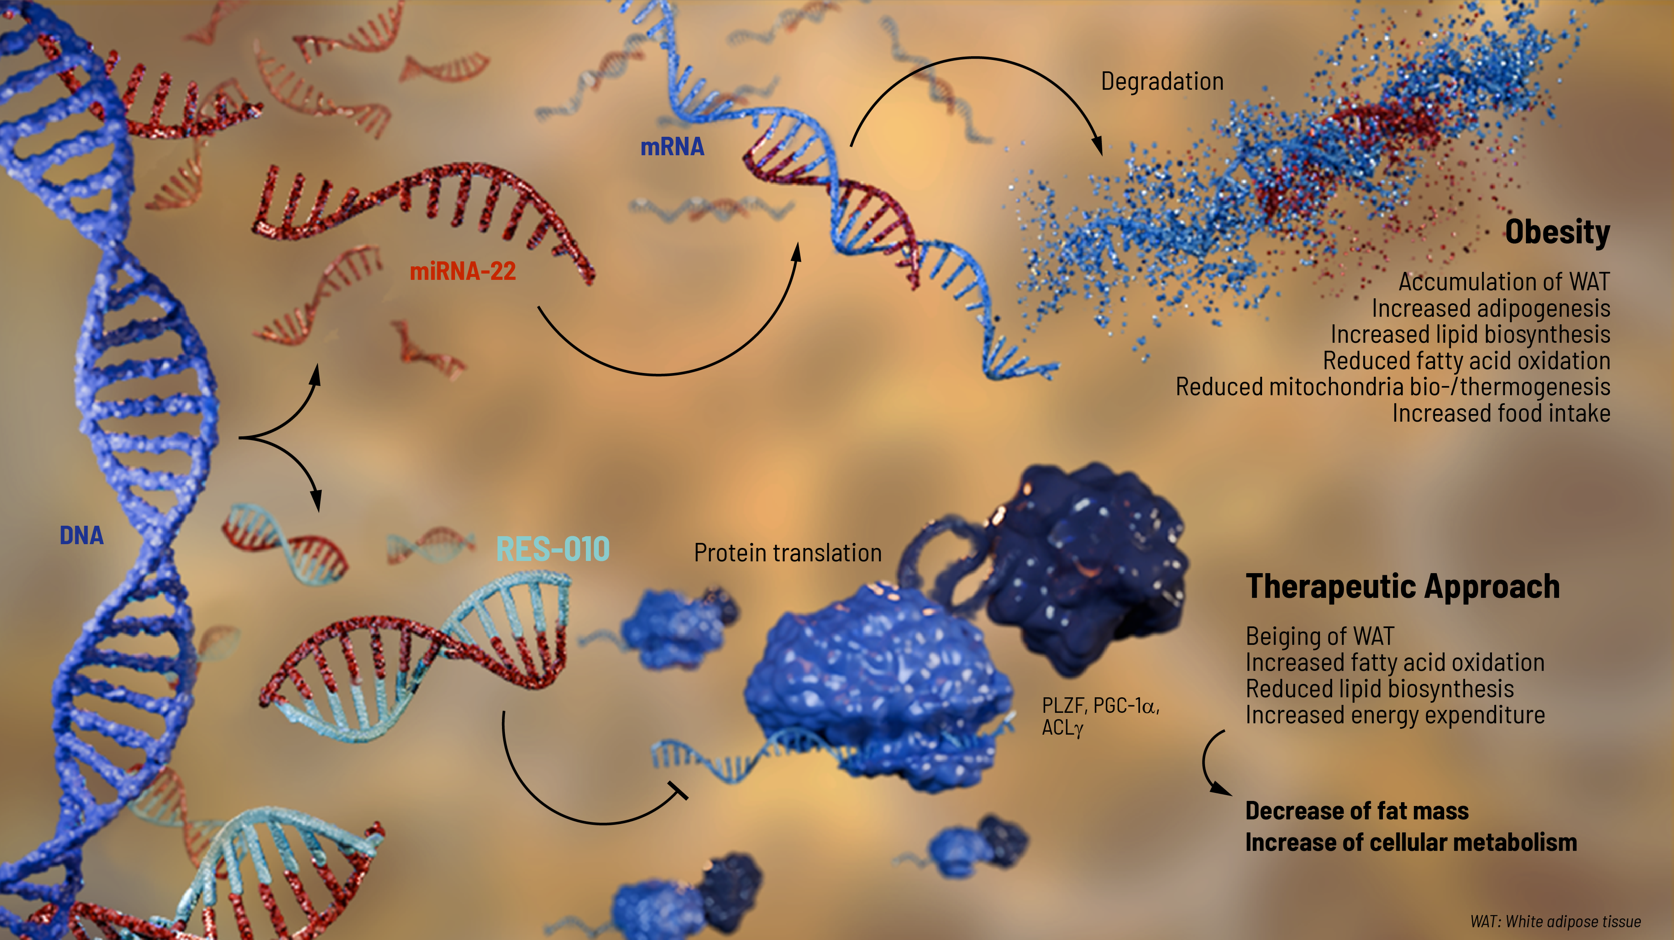 mRNA
Degradation
miRNA-22
Obesity
Accumulation of WAT
Increased adipogenesis
Increased lipid biosynthesis
Reduced fatty acid oxidation
Reduced mitochondria bio-/thermogenesis
Increased food intake
DNA
RES-010
Protein translation
PLZF, PGC-1α,
ACLγ
Therapeutic Approach
Beiging of WAT
Increased fatty acid oxidation
Reduced lipid biosynthesis
Increased energy expenditure
Decrease of fat mass
Increase of cellular metabolism
WAT: White adipose tissue